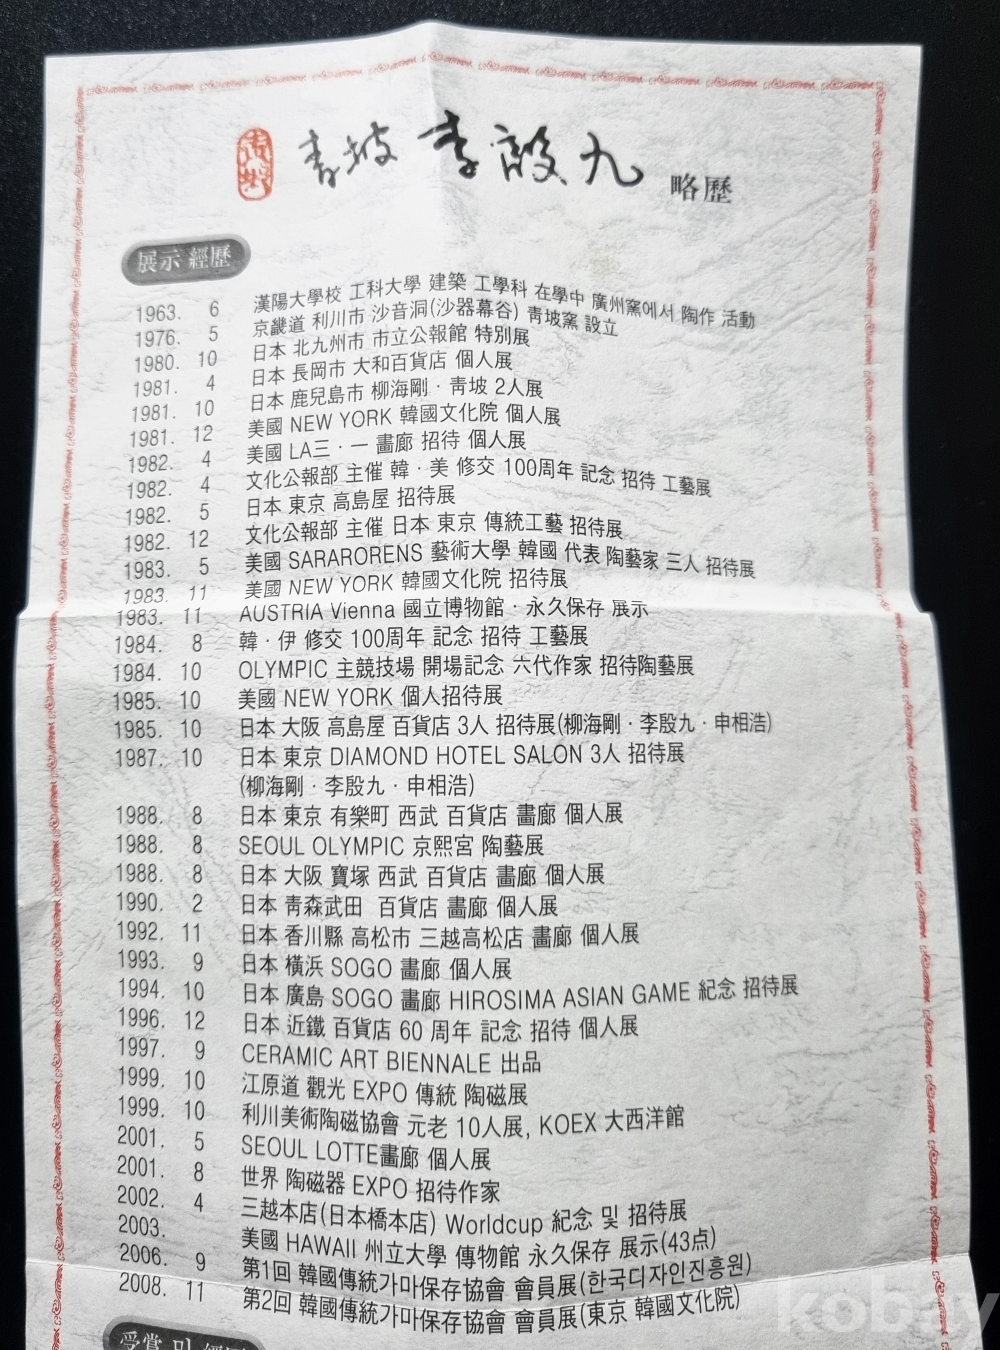 靑坡 李殷九 略歷
展示 經歷
1963. 6 漢陽大學校 工科大學 建築 工學科 在學中 廣州窯에서 陶作 活動
1976. 5 京畿道 利川市 沙音洞(沙器幕谷) 靑坡窯 設立
1980. 10 日本 北九州市 市立公報館 特別展
1981. 4 日本 長岡市 大和百貨店 個人展
1981. 10 日本 鹿兒島市 柳海剛·靑坡 2人展
1981. 12 美國 NEW YORK 韓國文化院 個人展
1982. 4 美國 LA三·一 畵廊 招待 個人展
1982. 4 文化公報部 主催 韓·美 修交 100周年 記念 招待 工藝展
1982. 5 日本 東京 高島屋 招待展
1982. 12 文化公報部 主催 日本 東京 傳統工藝 招待展
1983. 5 美國 SARARORENS 藝術大學 韓國 代表 陶藝家 三人 招待展
1983. 11 美國 NEW YORK 韓國文化院 招待展
1983. 11 AUSTRIA Vienna 國立博物館·永久保存 展示
1984. 8 韓·伊 修交 100周年 記念 招待 工藝展
1984. 10 OLYMPIC 主競技場 開場記念 六代作家 招待陶藝展
1985. 10 美國 NEW YORK 個人招待展
1985. 10 日本 大阪 高島屋 百貨店 3人 招待展(柳海剛·李殷九·申相浩)
1987. 10 日本 東京 DIAMOND HOTEL SALON 3人 招待展
(柳海剛·李殷九·申相浩)
1988. 8 日本 東京 有樂町 西武 百貨店 畵廊 個人展
1988. 8 SEOUL OLYMPIC 京熙宮 陶藝展
1988. 8 日本 大阪 寶塚 西武 百貨店 畵廊 個人展
1990. 2 日本 靑森武田 百貨店 畵廊 個人展
1992. 11 日本 香川縣 高松市 三越高松店 畵廊 個人展
1993. 9 日本 橫浜 SOGO 畵廊 個人展
1994. 10 日本 廣島 SOGO 畵廊 HIROSIMA ASIAN GAME 紀念 招待展
1996. 12 日本 近鐵 百貨店 60 周年 記念 招待 個人展
1997. 9 CERAMIC ART BIENNALE 出品
1999. 10 江原道 觀光 EXPO 傳統 陶磁展
1999. 10 利川美術陶磁協會 元老 10人展, KOEX 大西洋館
2001. 5 SEOUL LOTTE畵廊 個人展
2001. 8 世界 陶磁器 EXPO 招待作家
2002. 4 三越本店(日本橋本店) Worldcup 紀念 및 招待展
2003. 美國 HAWAII 州立大學 傳物館 永久保存 展示(43点)
2006. 9 第1回 韓國傳統가마保存協會 會員展(한국디자인진흥원)
2008. 11 第2回 韓國傳統가마保存協會 會員展(東京 韓國文化院)
kobay